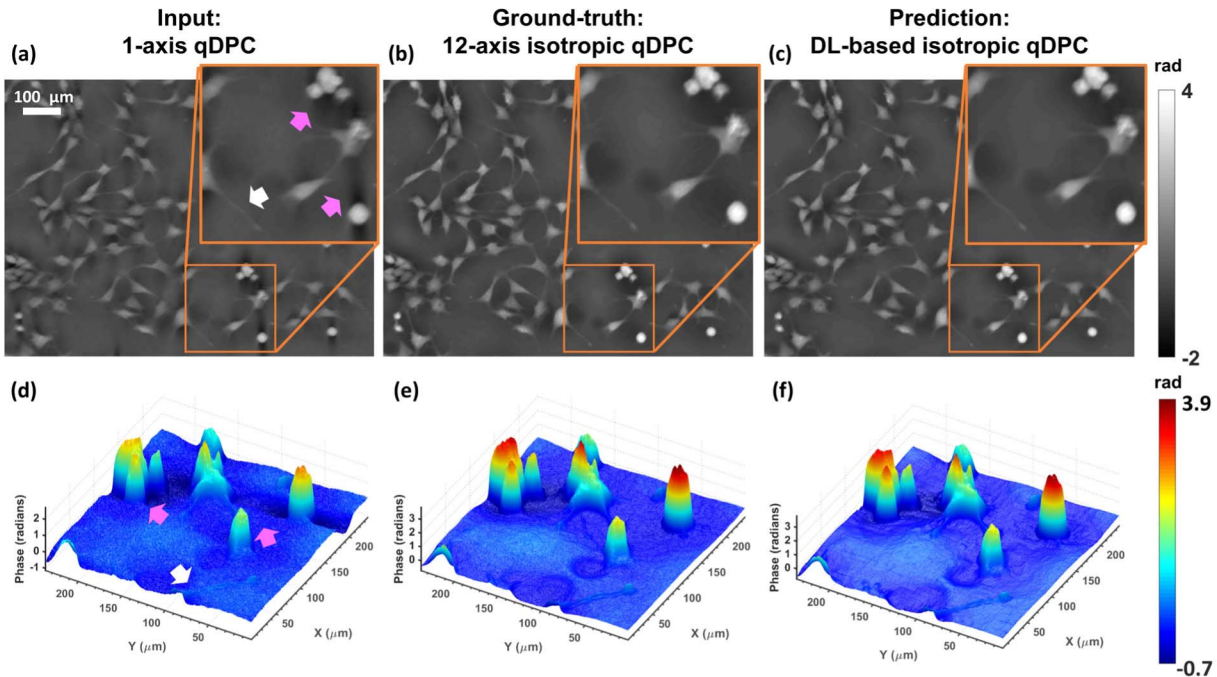 Input:
1-axis qDPC
Ground-truth:
12-axis isotropic qDPC
Prediction:
DL-based isotropic qDPC
(a)
(b)
(c)
rad
100 μm
4
-2
(d)
(e)
(f)
rad
3.9
-0.7
Phase (radians)
2
1
0
-1
200
150
100
50
Y (μm)
50
100
150
200
X (μm)
Phase (radians)
3
2
1
0
200
150
100
50
Y (μm)
50
100
150
200
X (μm)
Phase (radians)
3
2
1
0
200
150
100
50
Y (μm)
50
100
150
200
X (μm)